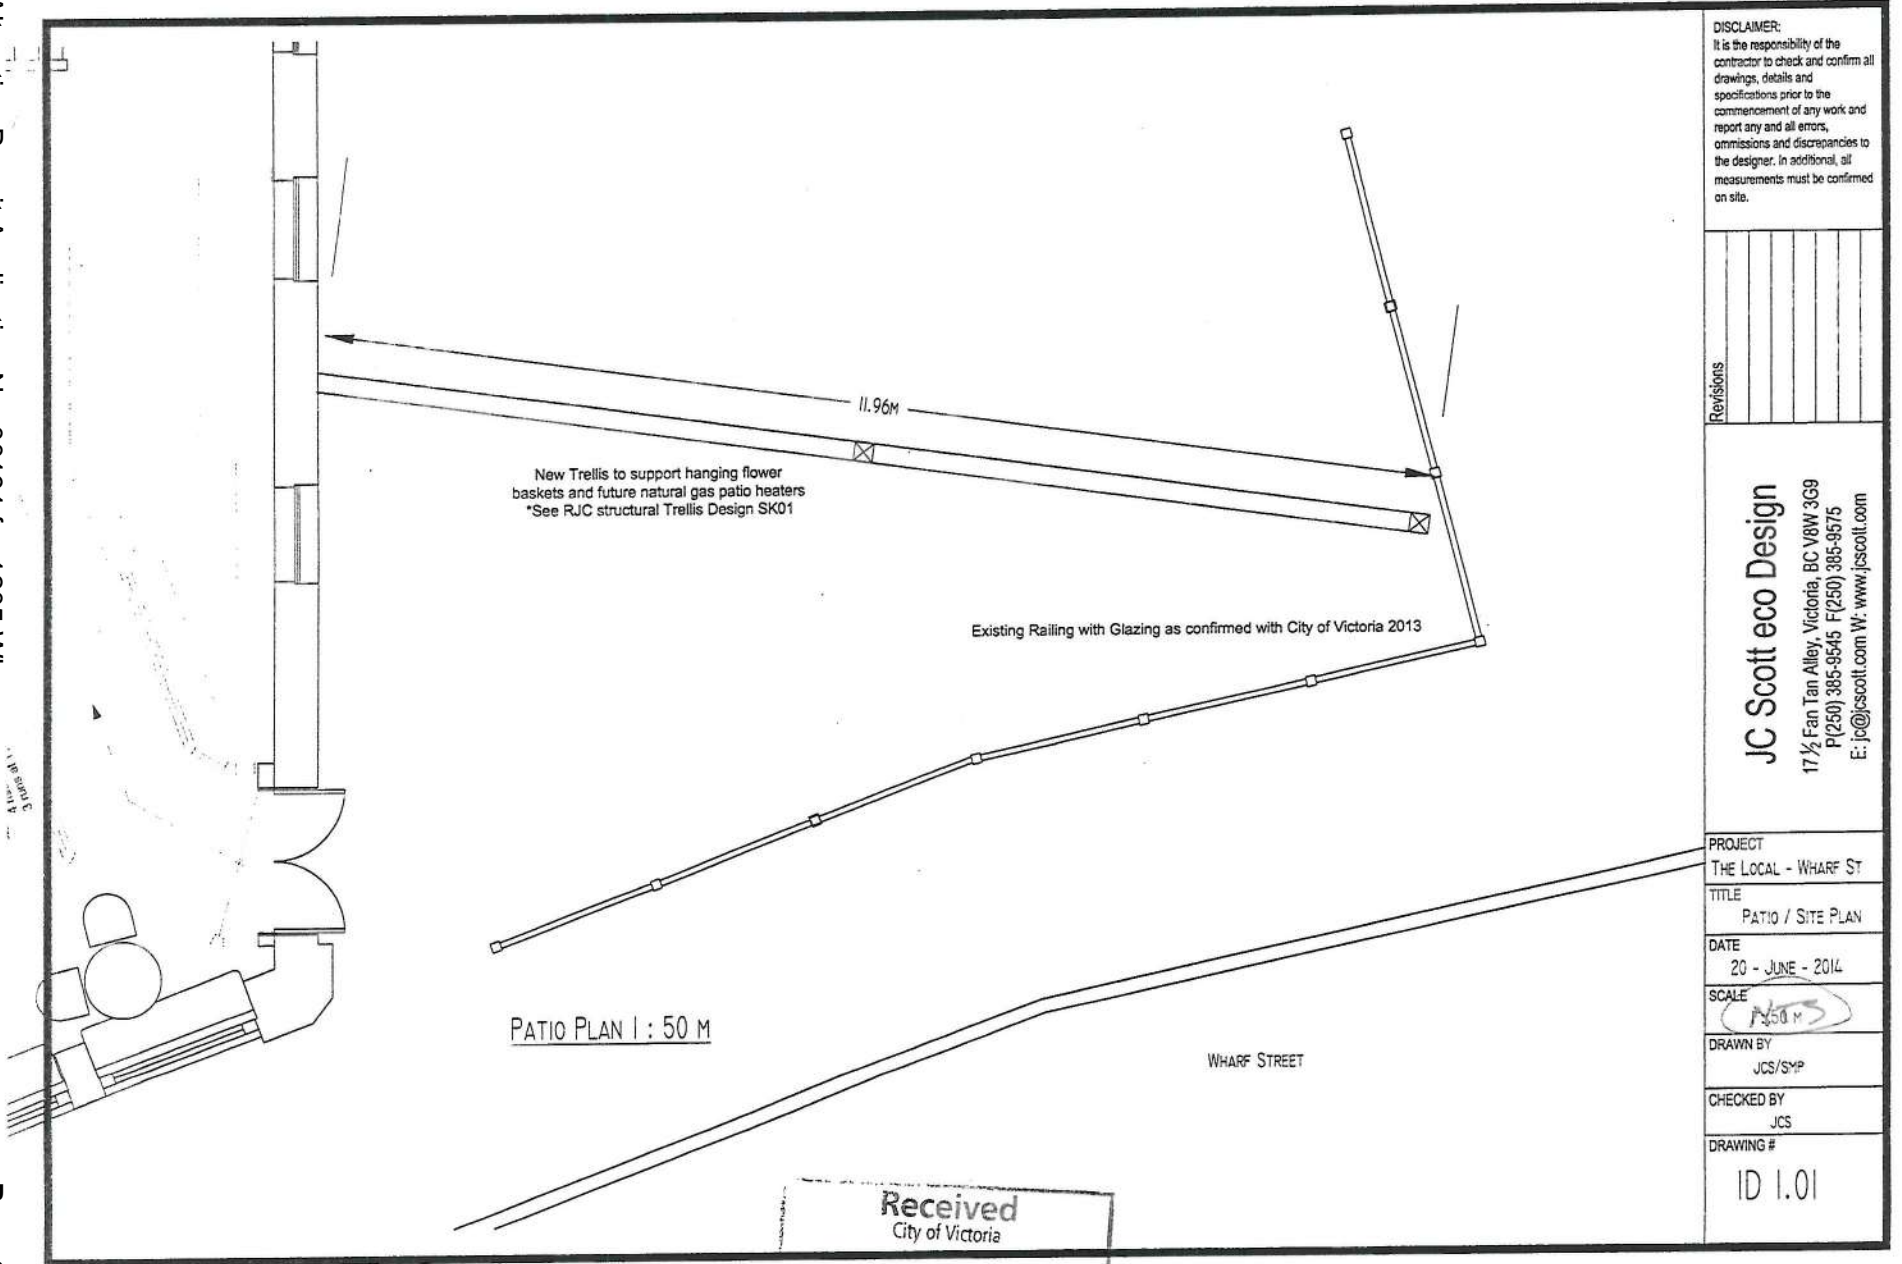 DISCLAIMER:
It is the responsibility of the
contractor to check and confirm all
drawings, details and
specifications prior to the
commencement of any work and
report any and all errors,
ommissions and discrepancies to
the designer. In additional, all
measurements must be confirmed
on site.
Revisions
JC Scott eco Design
17½ Fan Tan Alley, Victoria, BC V8W 3G9
P(250) 385-9545 F(250) 385-9575
E: jc@jcscott.com W: www.jcscott.com
PROJECT
THE LOCAL - WHARF ST
TITLE
PATIO / SITE PLAN
DATE
20 - JUNE - 2014
SCALE
NTS
DRAWN BY
JCS/SMP
CHECKED BY
JCS
DRAWING #
ID 1.01
11.96M
New Trellis to support hanging flower
baskets and future natural gas patio heaters
*See RJC structural Trellis Design SK01
Existing Railing with Glazing as confirmed with City of Victoria 2013
3 runs at
PATIO PLAN 1 : 50 M
WHARF STREET
Received
City of Victoria